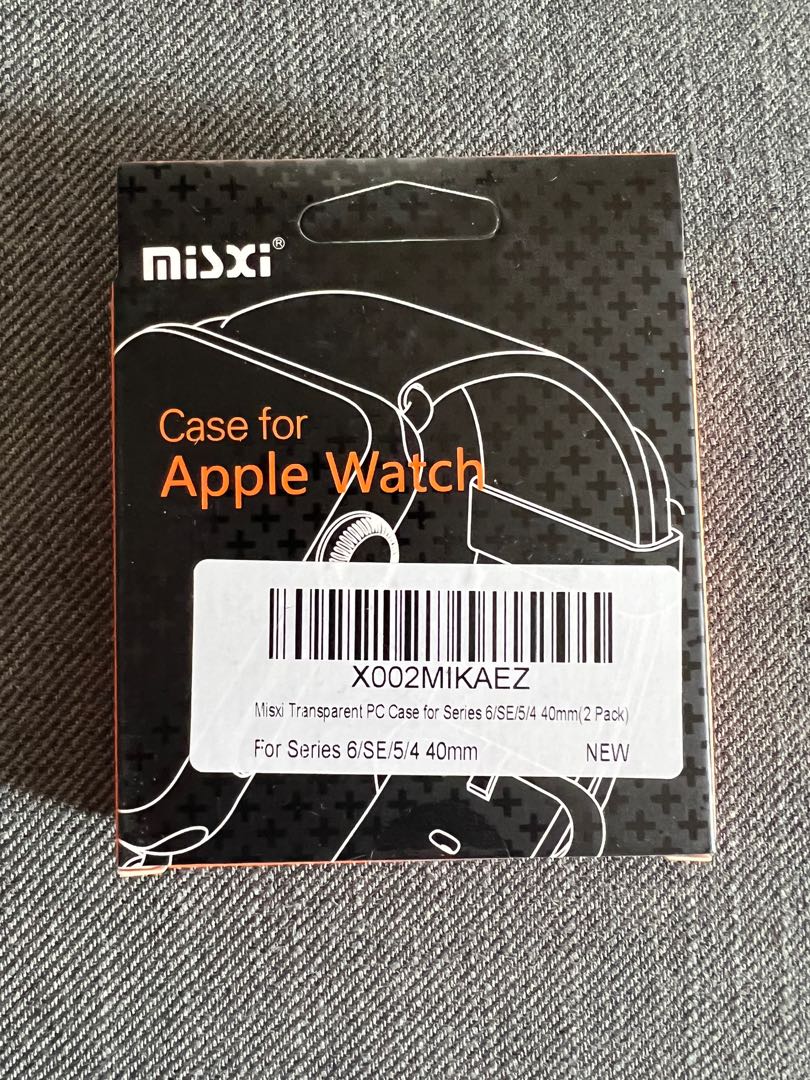 misxi®
Case for
Apple Watch
X002MIKAEZ
Misxi Transparent PC Case for Series 6/SE/5/4 40mm(2 Pack)
For Series 6/SE/5/4 40mm NEW